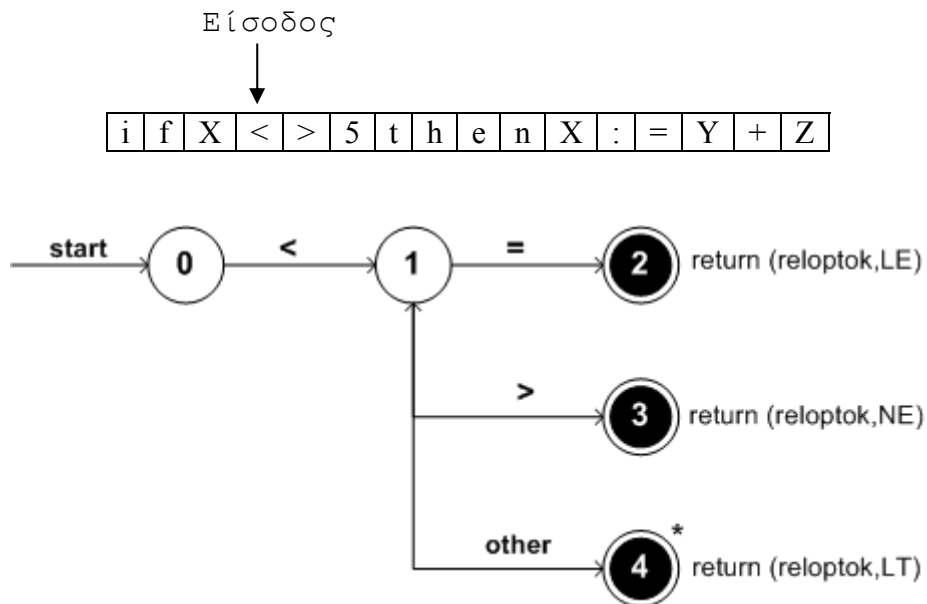 Είσοδος
i f X < > 5 t h e n X : = Y + Z
start 0 < 1 = 2 return (reloptok,LE)
> 3 return (reloptok,NE)
other 4 * return (reloptok,LT)